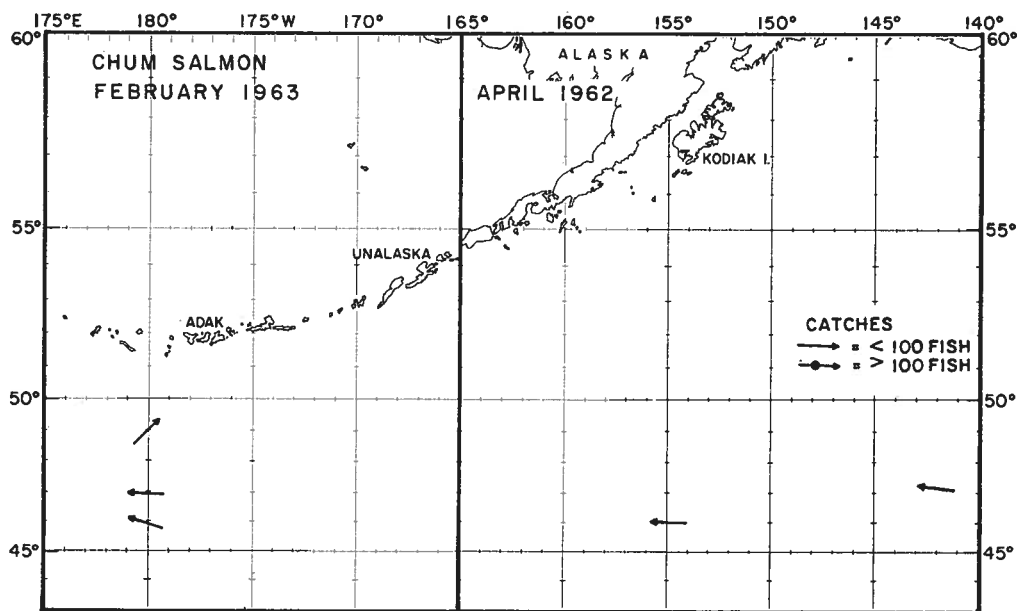 175°E 180° 175°W 170° 165° 160° 155° 150° 145° 140°
60° 60°
CHUM SALMON
FEBRUARY 1963
APRIL 1962
ALASKA
KODIAK I.
55° 55°
UNALASKA
ADAK
CATCHES
= < 100 FISH
= > 100 FISH
50° 50°
45° 45°